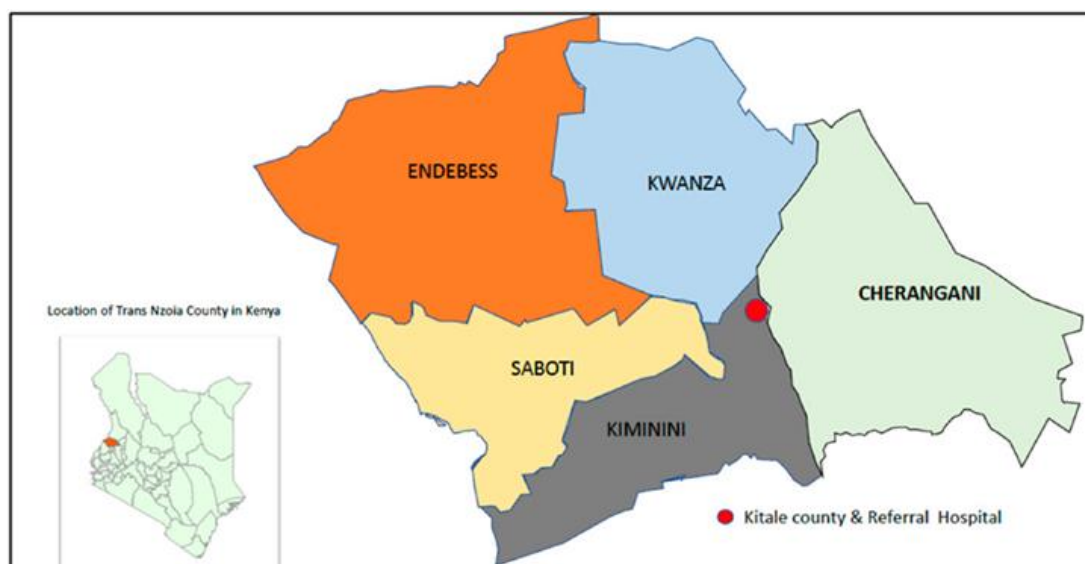 ENDEBESS
KWANZA
CHERANGANI
Location of Trans Nzoia County in Kenya
SABOTI
KIMININI
Kitale county & Referral Hospital